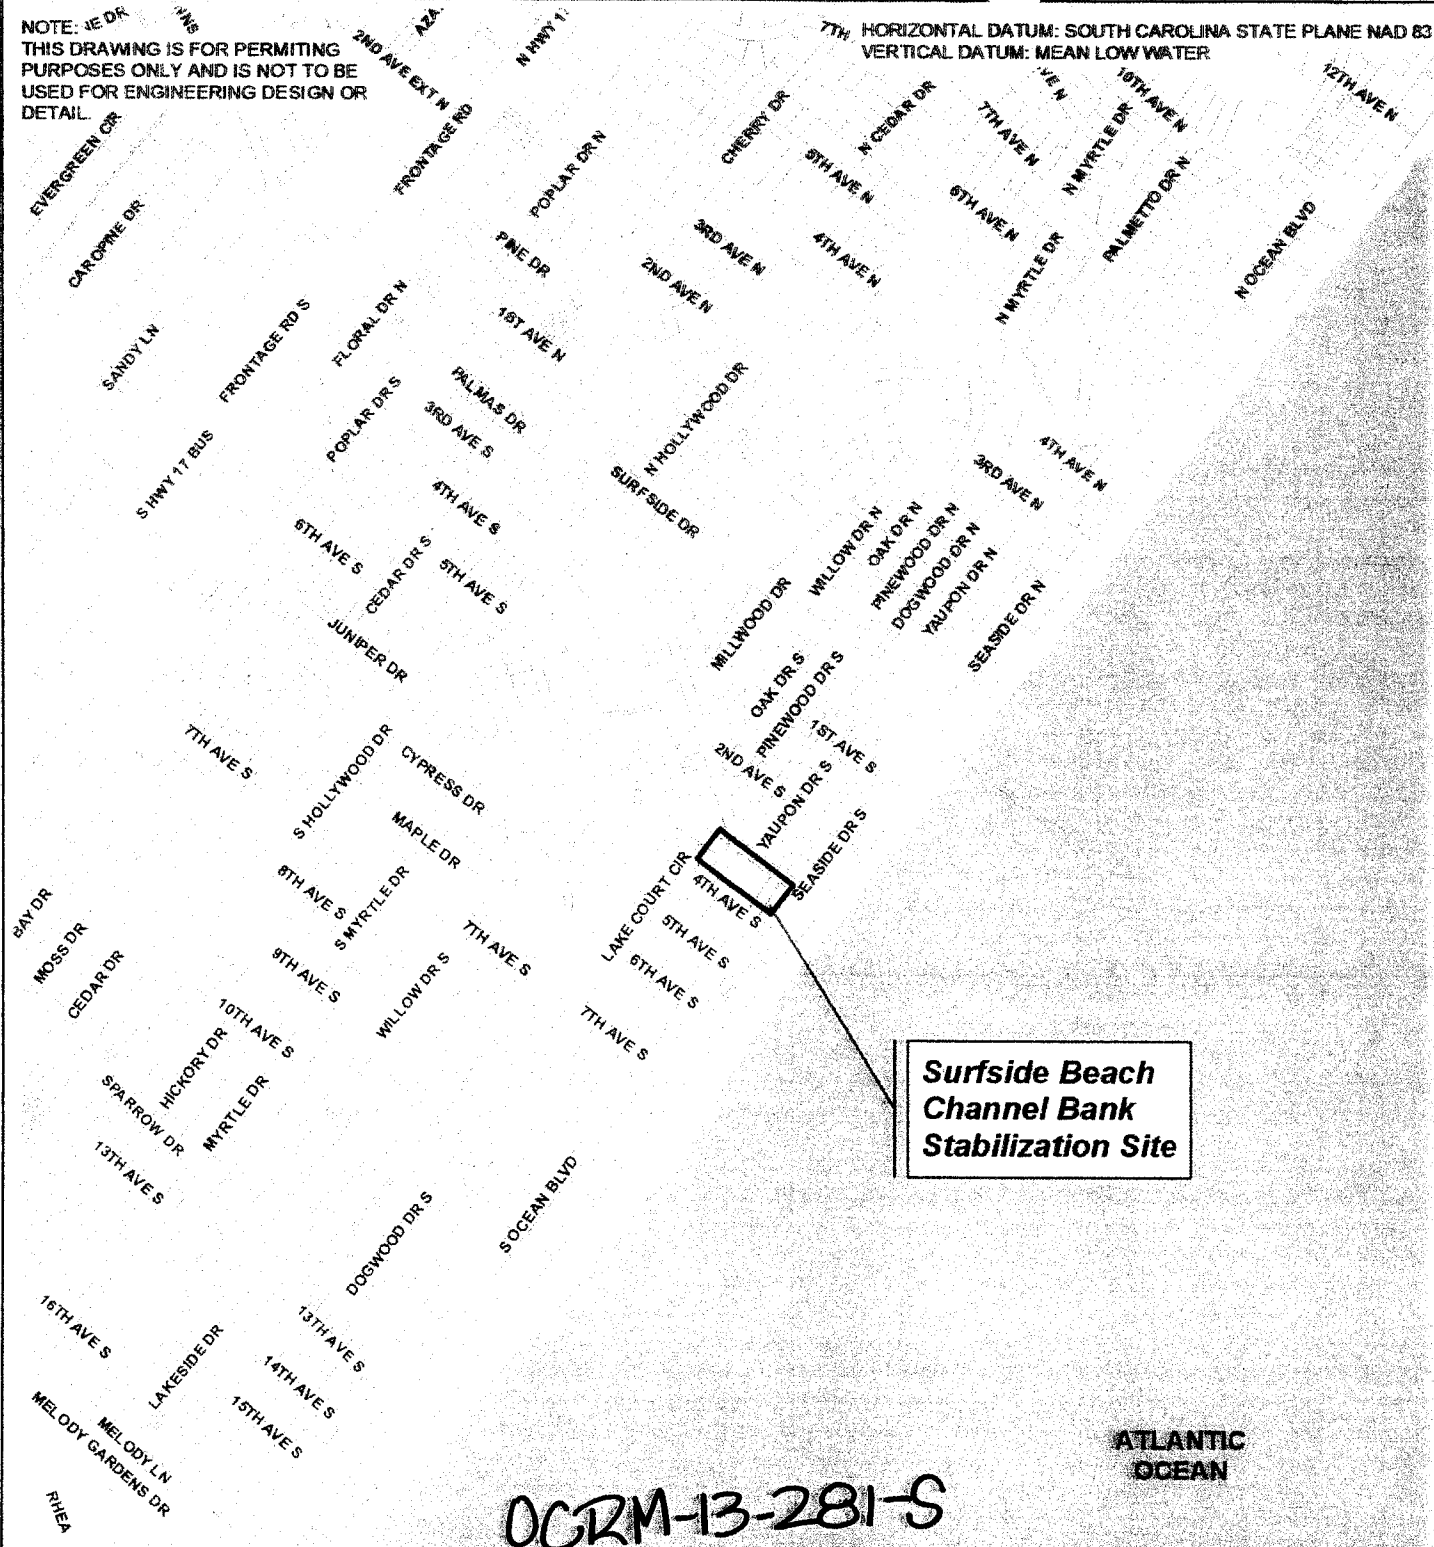 NOTE:
THIS DRAWING IS FOR PERMITING
PURPOSES ONLY AND IS NOT TO BE
USED FOR ENGINEERING DESIGN OR
DETAIL.
HORIZONTAL DATUM: SOUTH CAROLINA STATE PLANE NAD 83
VERTICAL DATUM: MEAN LOW WATER
7TH
2ND AVE EXT N
N HWY 17
12TH AVE N
10TH AVE N
AVE N
EVERGREEN CIR
FRONTAGE RD
CHERRY DR
N CEDAR DR
7TH AVE N
N MYRTLE DR
POPLAR DR N
5TH AVE N
6TH AVE N
PALMETTO DR N
CAROPINE DR
PINE DR
3RD AVE N
4TH AVE N
2ND AVE N
N MYRTLE DR
N OCEAN BLVD
SANDY LN
FRONTAGE RD S
FLORAL DR N
1ST AVE N
POPLAR DR S
PALMAS DR
3RD AVE S
N HOLLYWOOD DR
S HWY 17 BUS
4TH AVE S
SURFSIDE DR
4TH AVE N
3RD AVE N
6TH AVE S
CEDAR DR S
5TH AVE S
WILLOW DR N
OAK DR N
PINEWOOD DR N
DOGWOOD DR N
YAUPON DR N
SEASIDE DR N
JUNIPER DR
MILLWOOD DR
OAK DR S
PINEWOOD DR S
7TH AVE S
S HOLLYWOOD DR
CYPRESS DR
1ST AVE S
2ND AVE S
YAUPON DR S
SEASIDE DR S
MAPLE DR
8TH AVE S
S MYRTLE DR
LAKE COURT CIR
4TH AVE S
5TH AVE S
6TH AVE S
7TH AVE S
BAY DR
MOSS DR
CEDAR DR
9TH AVE S
7TH AVE S
WILLOW DR S
10TH AVE S
HICKORY DR
MYRTLE DR
SPARROW DR
13TH AVE S
Surfside Beach
Channel Bank
Stabilization Site
S OCEAN BLVD
DOGWOOD DR S
16TH AVE S
LAKESIDE DR
13TH AVE S
14TH AVE S
15TH AVE S
MELODY LN
MELODY GARDENS DR
RHEA
ATLANTIC
OCEAN
OCRM-13-281-S